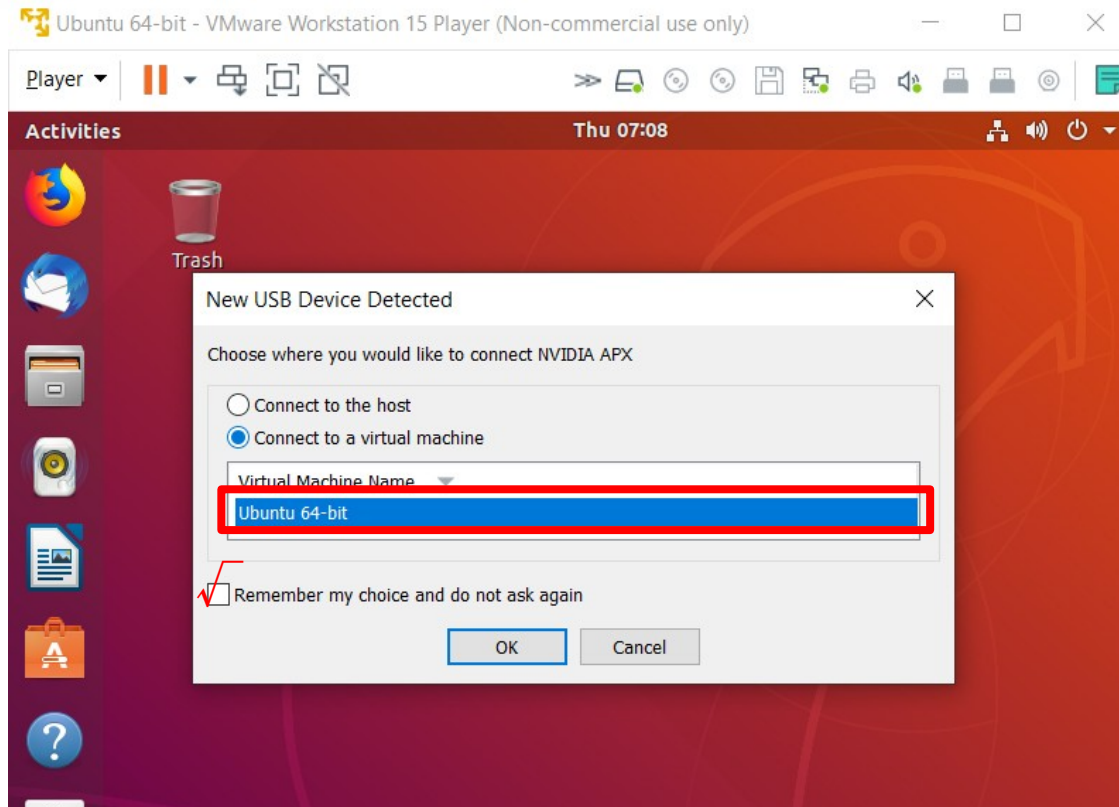 Ubuntu 64-bit - VMware Workstation 15 Player (Non-commercial use only)
Player
Activities
Thu 07:08
Trash
New USB Device Detected
Choose where you would like to connect NVIDIA APX
Connect to the host
Connect to a virtual machine
Virtual Machine Name
Ubuntu 64-bit
Remember my choice and do not ask again
OK
Cancel